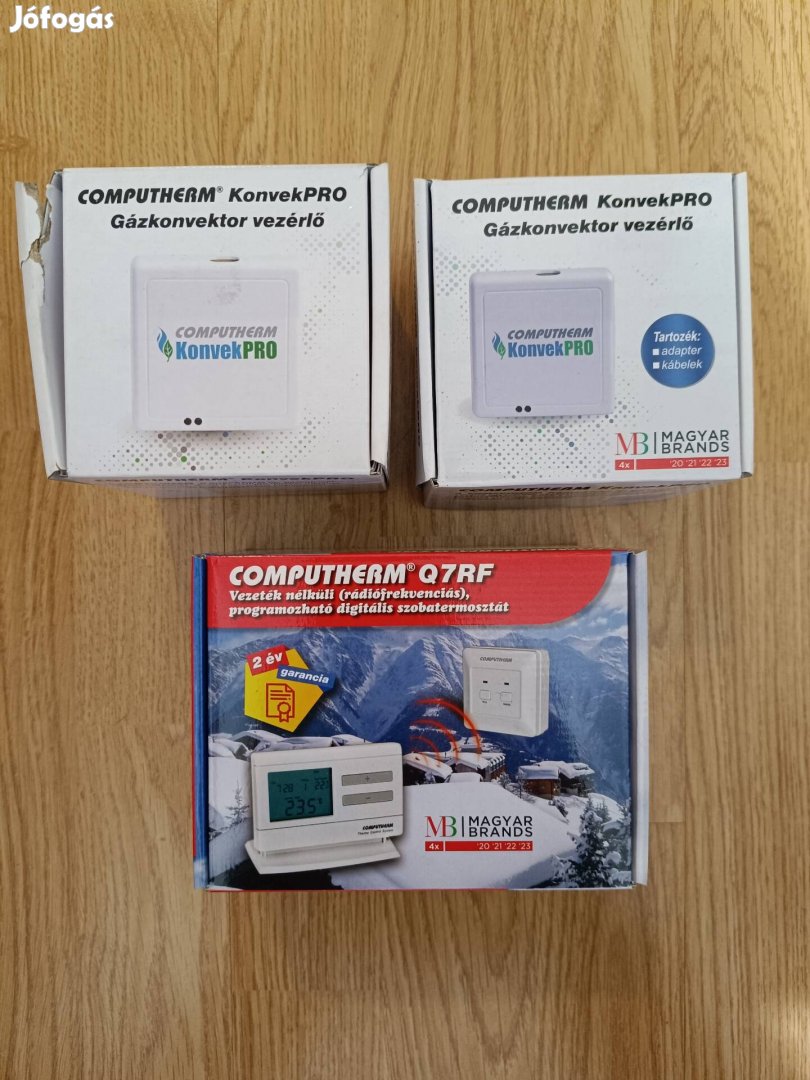 Jófogás
COMPUTHERM® KonvekPRO
Gázkonvektor vezérlő
COMPUTHERM
KonvekPRO
COMPUTHERM KonvekPRO
Gázkonvektor vezérlő
COMPUTHERM
KonvekPRO
Tartozék:
adapter
kábelek
MB MAGYAR
BRANDS
4x '20 '21 '22 '23
COMPUTHERM® Q7RF
Vezeték nélküli (rádiófrekvenciás),
programozható digitális szobatermosztát
2 év
garancia
COMPUTHERM
COMPUTHERM
MB MAGYAR
BRANDS
4x '20 '21 '22 '23